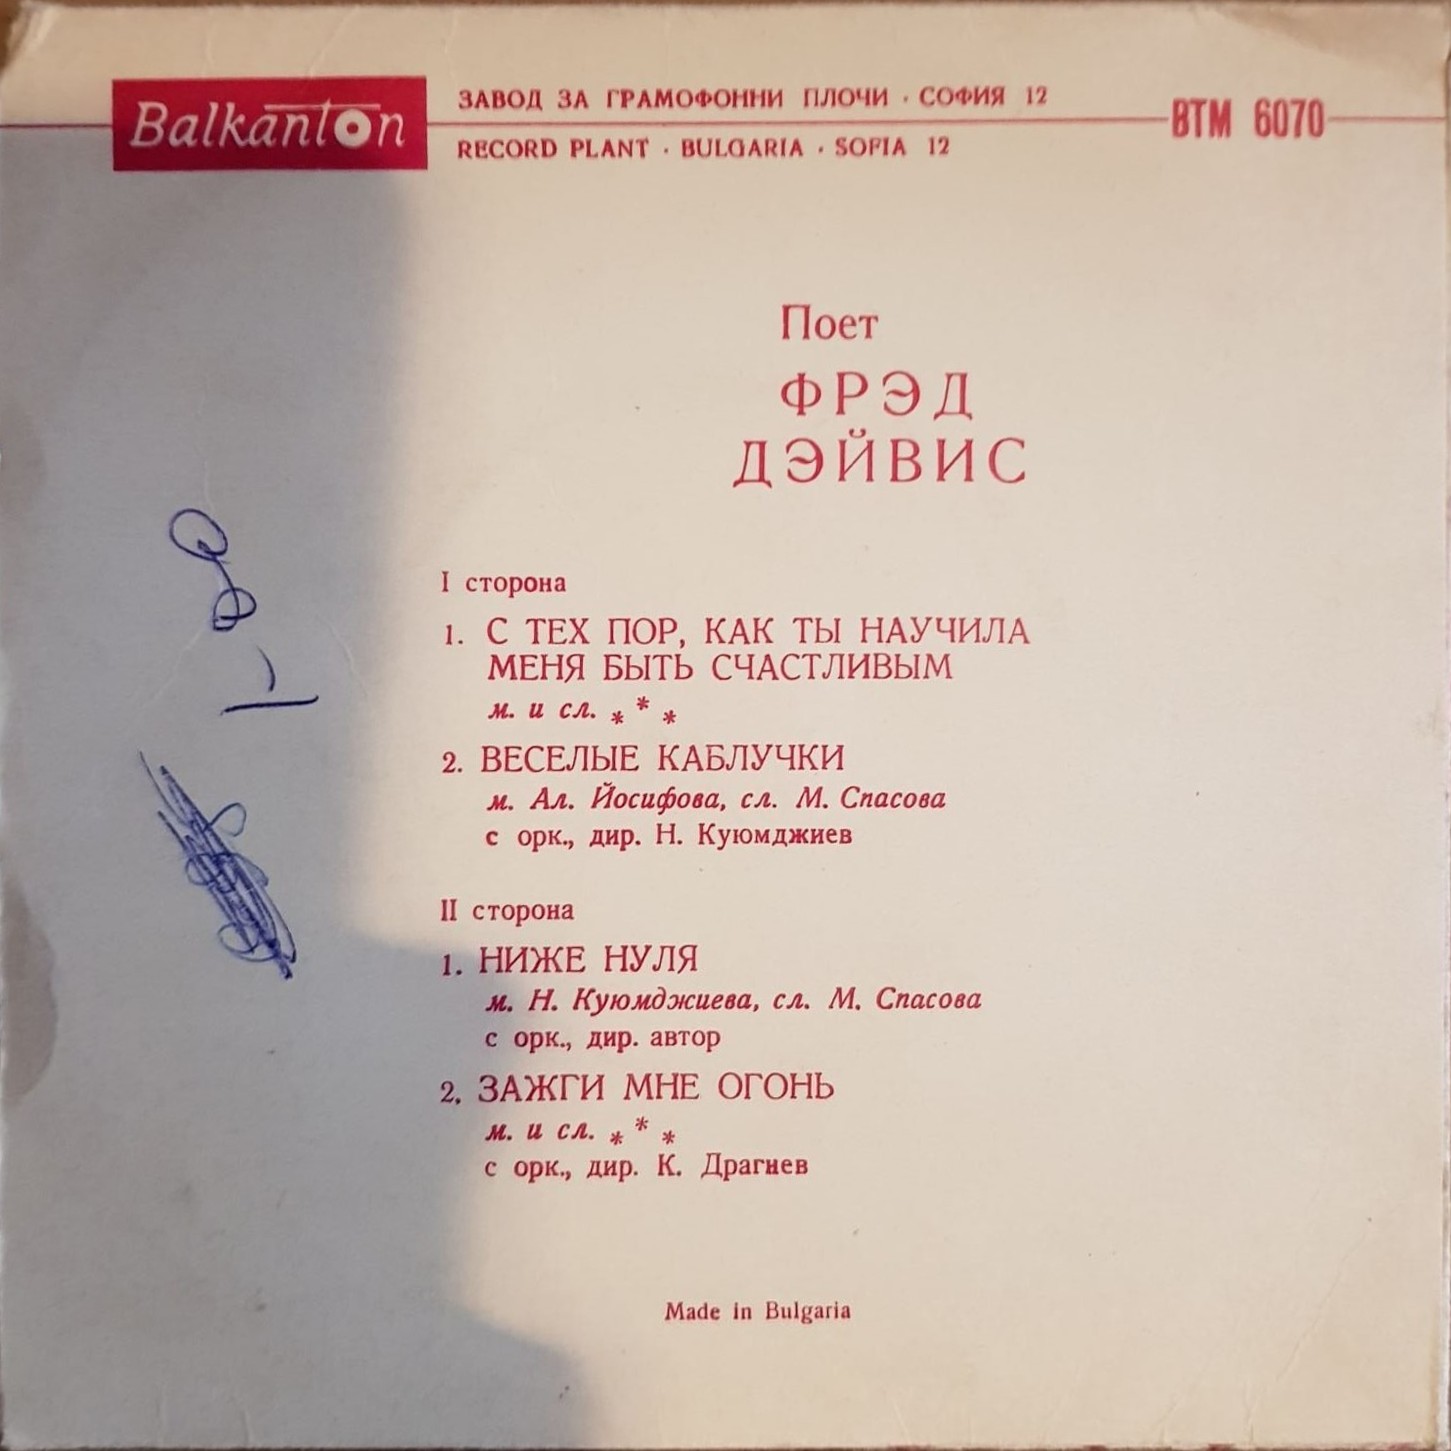 Balkanton
ЗАВОД ЗА ГРАМОФОННИ ПЛОЧИ · СОФИЯ 12
RECORD PLANT · BULGARIA · SOFIA 12
ВТМ 6070
Поет
ФРЭД
ДЭЙВИС
I сторона
1. С ТЕХ ПОР, КАК ТЫ НАУЧИЛА
МЕНЯ БЫТЬ СЧАСТЛИВЫМ
м. и сл. * * *
2. ВЕСЕЛЫЕ КАБЛУЧКИ
м. Ал. Йосифова, сл. М. Спасова
с орк., дир. Н. Куюмджиев
II сторона
1. НИЖЕ НУЛЯ
м. Н. Куюмджиева, сл. М. Спасова
с орк., дир. автор
2. ЗАЖГИ МНЕ ОГОНЬ
м. и сл. * * *
с орк., дир. К. Драгнев
Made in Bulgaria